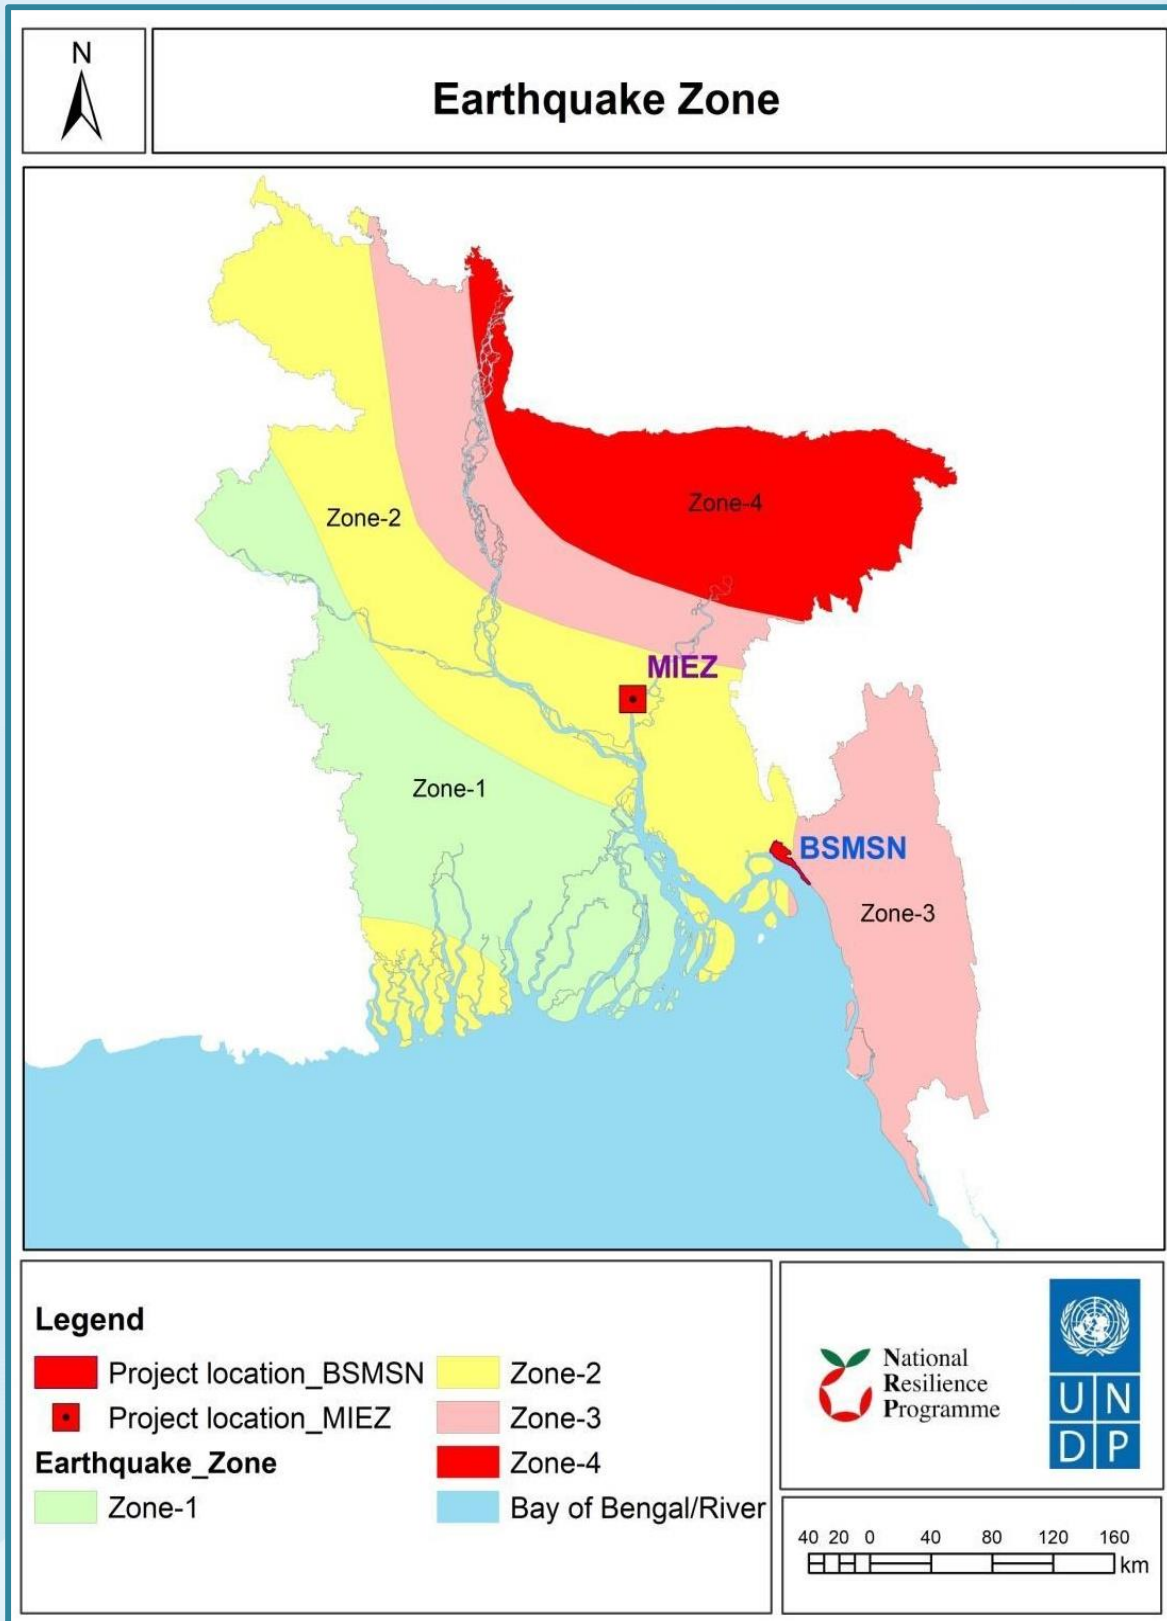 N
Earthquake Zone
Zone-4
Zone-2
MIEZ
Zone-1
BSMSN
Zone-3
Legend
Project location_BSMSN
Project location_MIEZ
Earthquake_Zone
Zone-1
Zone-2
Zone-3
Zone-4
Bay of Bengal/River
National
Resilience
Programme
U N
D P
40 20 0 40 80 120 160
km